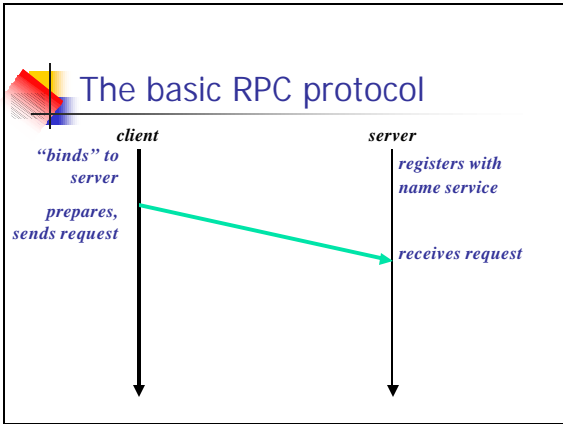 The basic RPC protocol
client
server
“binds” to
server
registers with
name service
prepares,
sends request
receives request